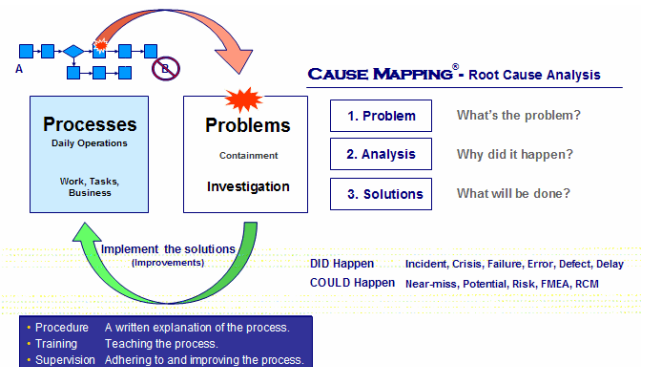 A
B
CAUSE MAPPING® - Root Cause Analysis
Processes
Daily Operations
Work, Tasks,
Business
Problems
Containment
Investigation
1. Problem What's the problem?
2. Analysis Why did it happen?
3. Solutions What will be done?
Implement the solutions
(Improvements)
DID Happen Incident, Crisis, Failure, Error, Defect, Delay
COULD Happen Near-miss, Potential, Risk, FMEA, RCM
• Procedure A written explanation of the process.
• Training Teaching the process.
• Supervision Adhering to and improving the process.